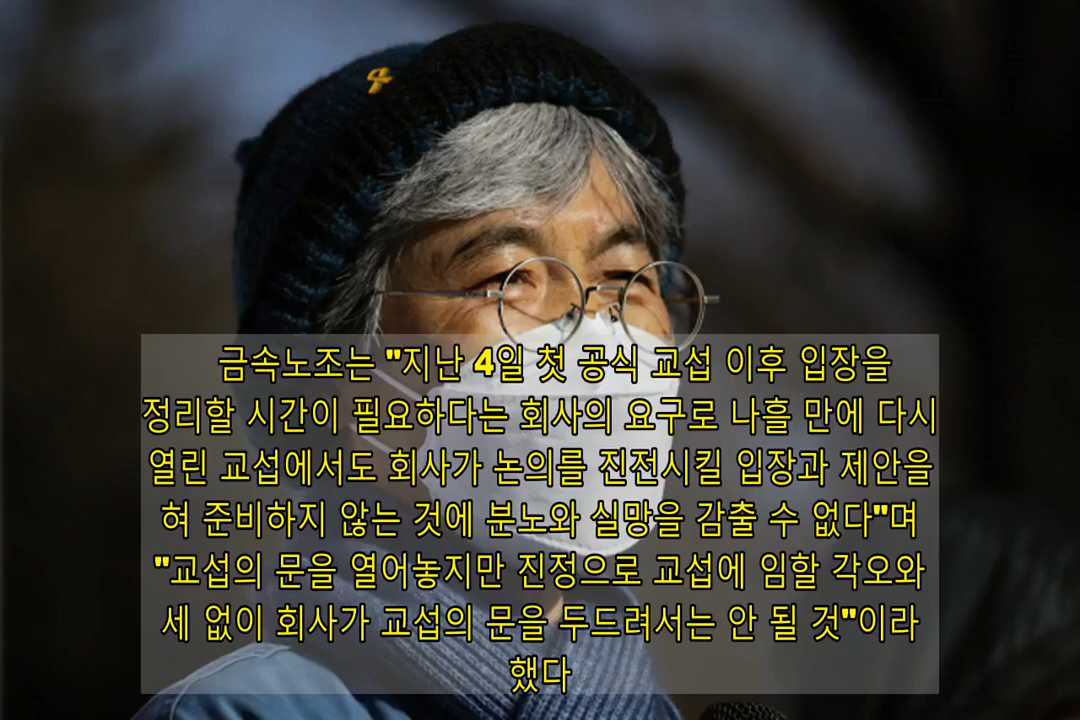 금속노조는 "지난 4일 첫 공식 교섭 이후 입장을
정리할 시간이 필요하다는 회사의 요구로 나흘 만에 다시
열린 교섭에서도 회사가 논의를 진전시킬 입장과 제안을
혀 준비하지 않는 것에 분노와 실망을 감출 수 없다"며
"교섭의 문을 열어놓지만 진정으로 교섭에 임할 각오와
세 없이 회사가 교섭의 문을 두드려서는 안 될 것"이라
했다